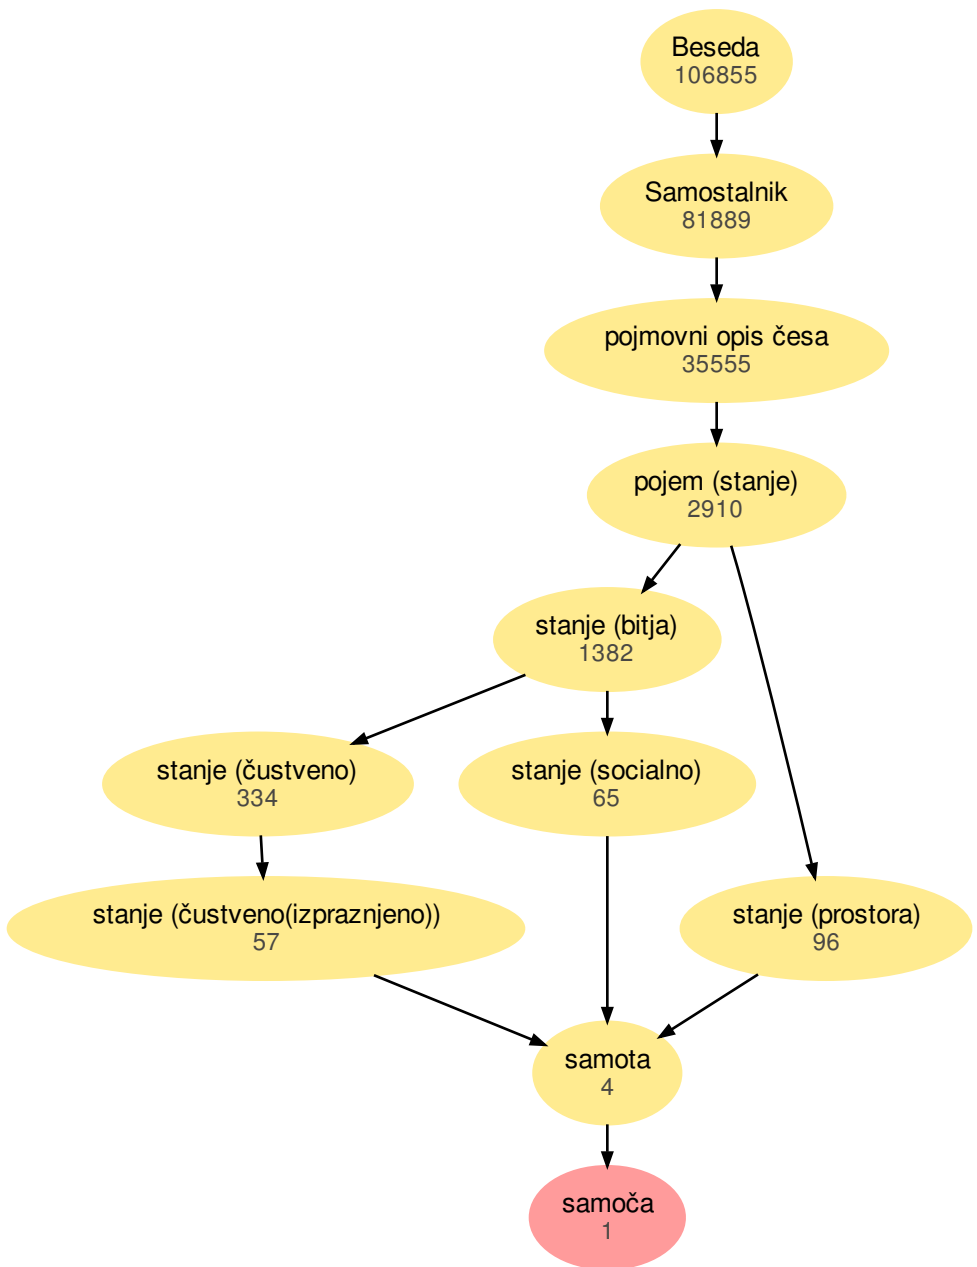 Beseda
106855
Samostalnik
81889
pojmovni opis česa
35555
pojem (stanje)
2910
stanje (bitja)
1382
stanje (čustveno)
334
stanje (socialno)
65
stanje (čustveno(izpraznjeno))
57
stanje (prostora)
96
samota
4
samoča
1